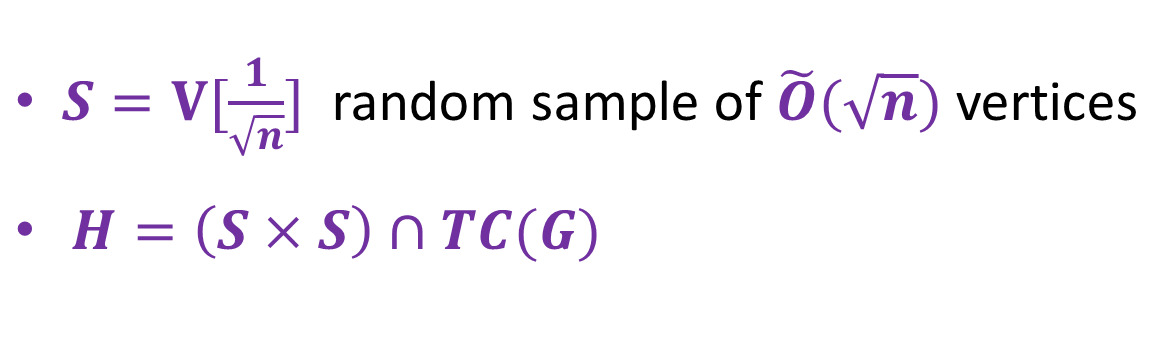 • S = V[1/√n] random sample of Õ(√n) vertices
• H = (S × S) ∩ TC(G)